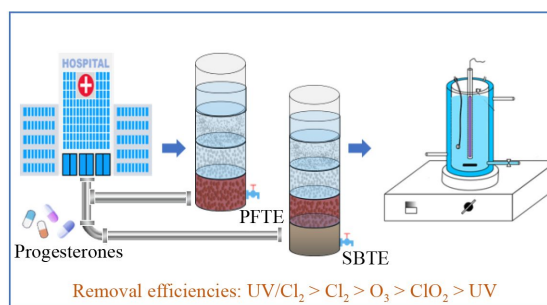 HOSPITAL
PFTE
Progesterones
SBTE
Removal efficiencies: UV/Cl₂ > Cl₂ > O₃ > ClO₂ > UV